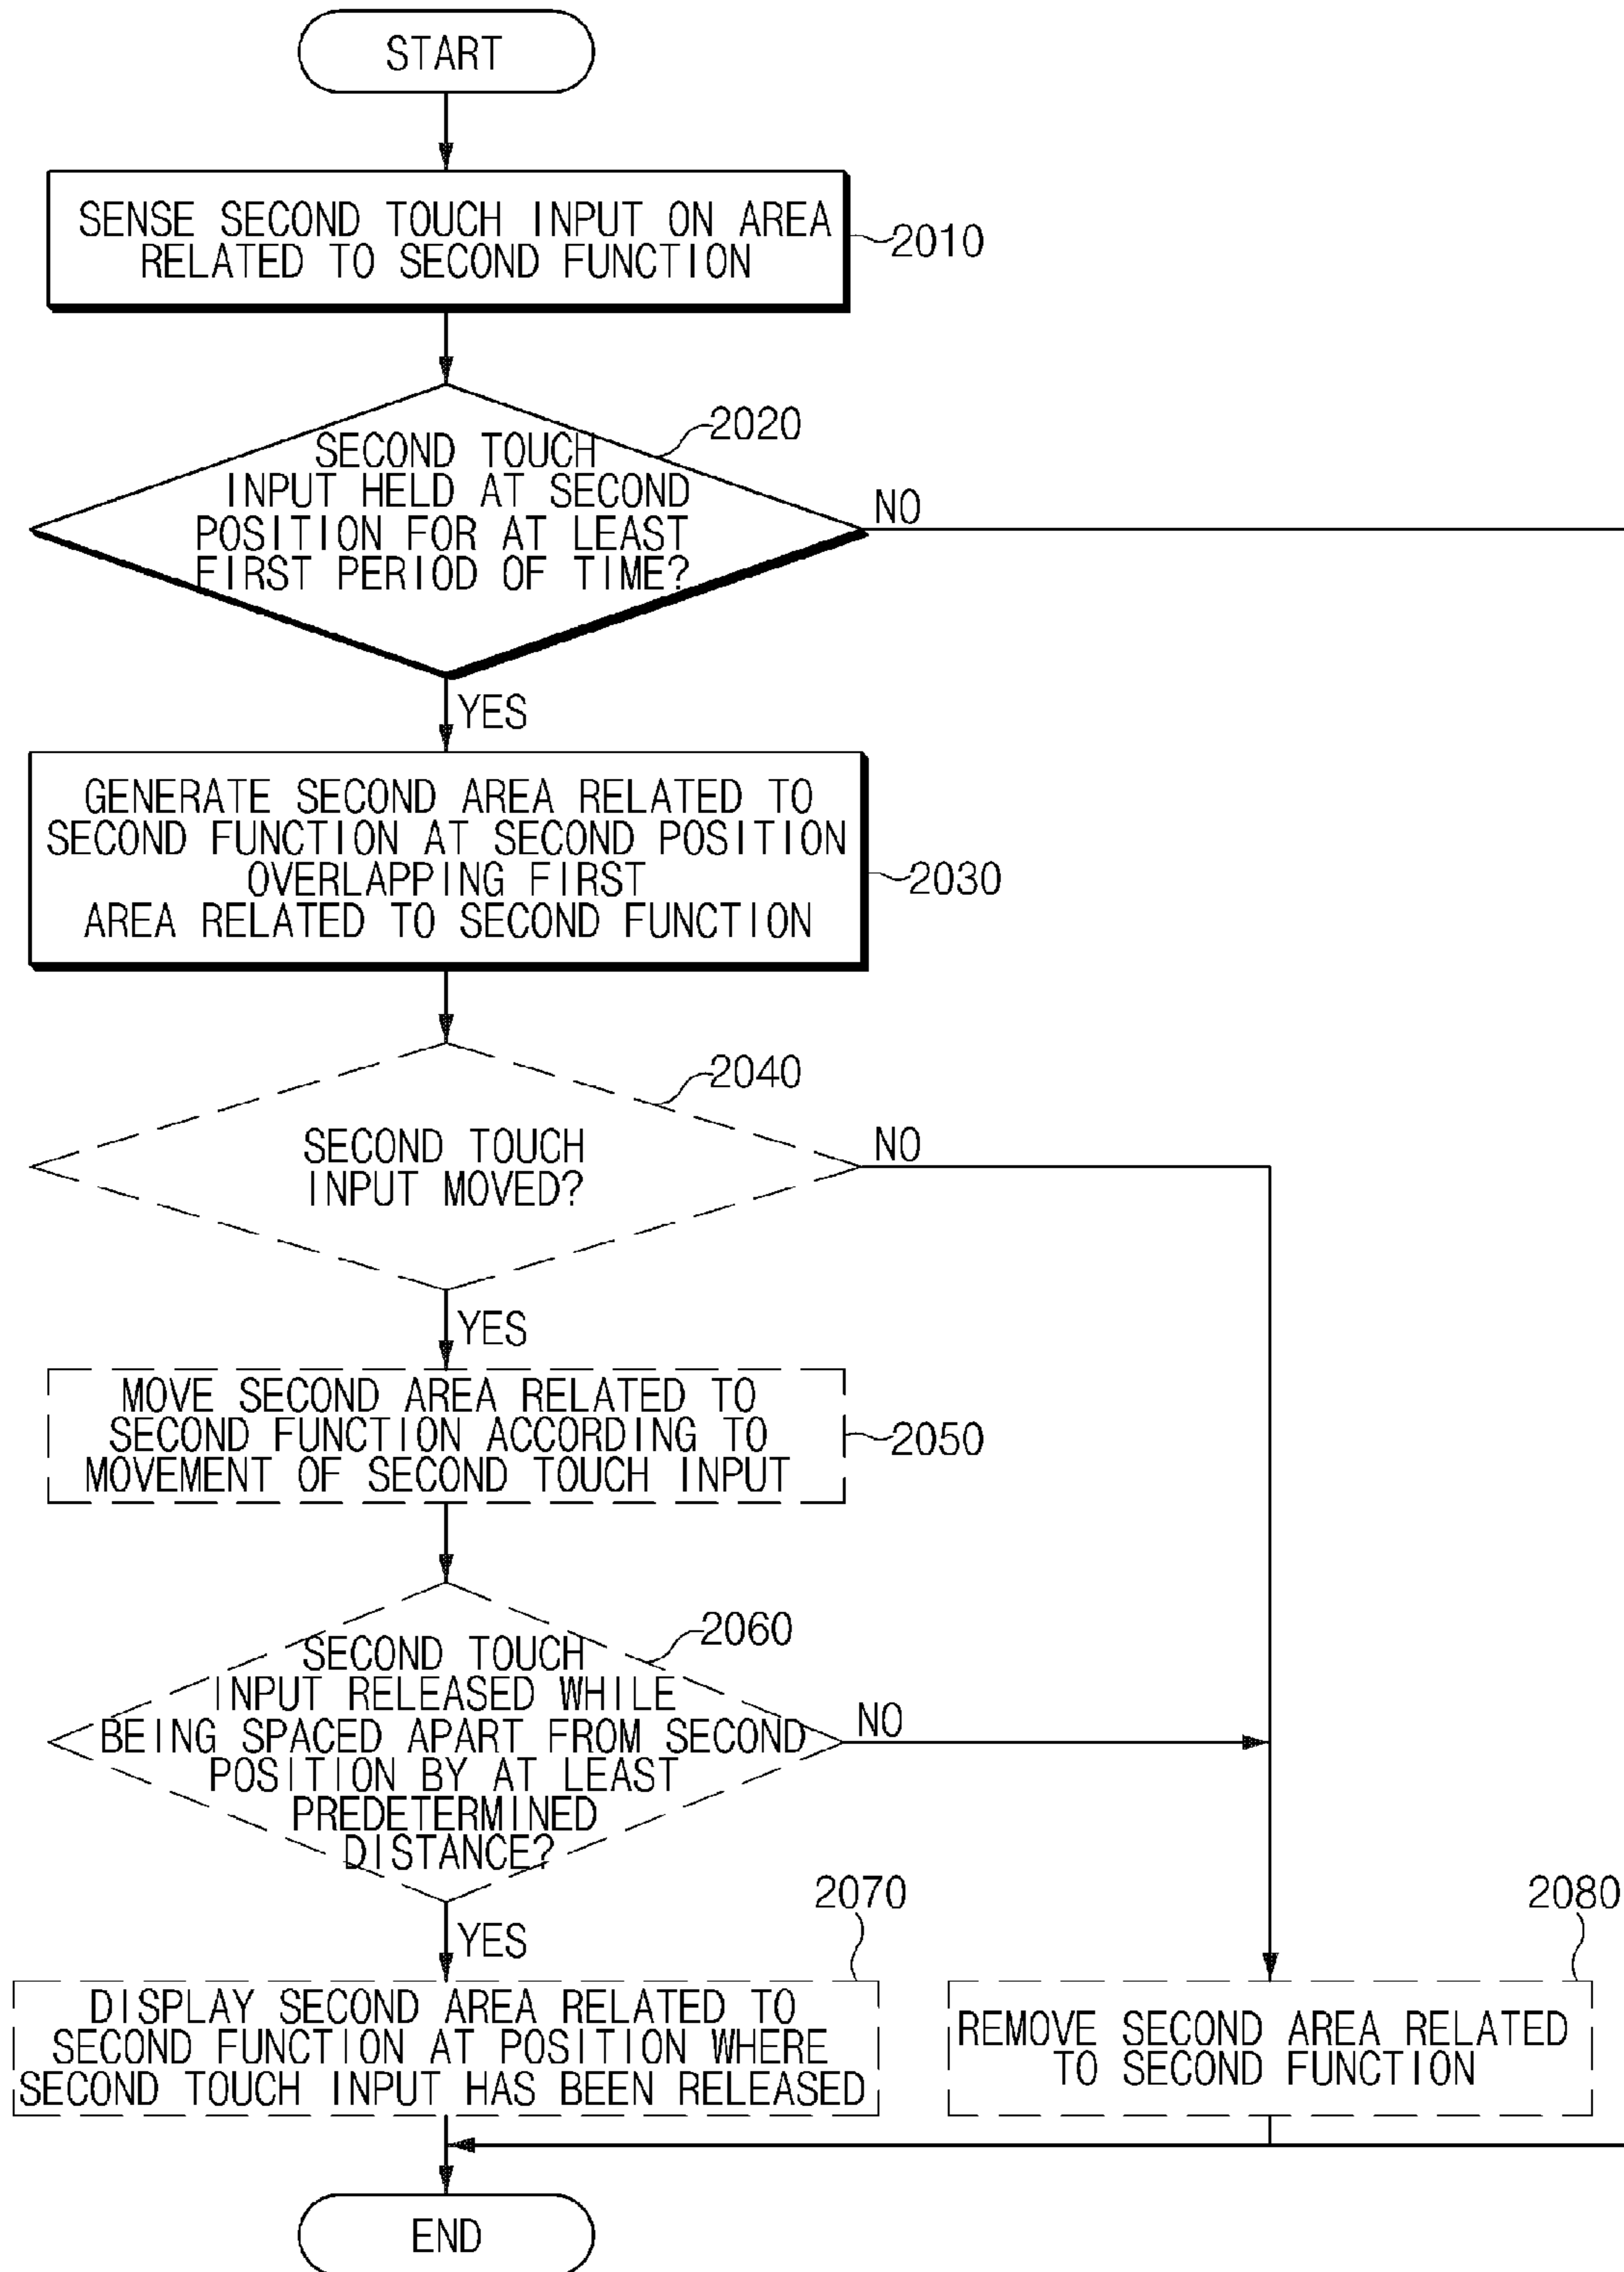 START
SENSE SECOND TOUCH INPUT ON AREA
RELATED TO SECOND FUNCTION
2010
2020
SECOND TOUCH
INPUT HELD AT SECOND
POSITION FOR AT LEAST
FIRST PERIOD OF TIME?
NO
YES
GENERATE SECOND AREA RELATED TO
SECOND FUNCTION AT SECOND POSITION
OVERLAPPING FIRST
AREA RELATED TO SECOND FUNCTION
2030
2040
SECOND TOUCH
INPUT MOVED?
NO
YES
MOVE SECOND AREA RELATED TO
SECOND FUNCTION ACCORDING TO
MOVEMENT OF SECOND TOUCH INPUT
2050
2060
SECOND TOUCH
INPUT RELEASED WHILE
BEING SPACED APART FROM SECOND
POSITION BY AT LEAST
PREDETERMINED
DISTANCE?
NO
YES
2070
DISPLAY SECOND AREA RELATED TO
SECOND FUNCTION AT POSITION WHERE
SECOND TOUCH INPUT HAS BEEN RELEASED
2080
REMOVE SECOND AREA RELATED
TO SECOND FUNCTION
END